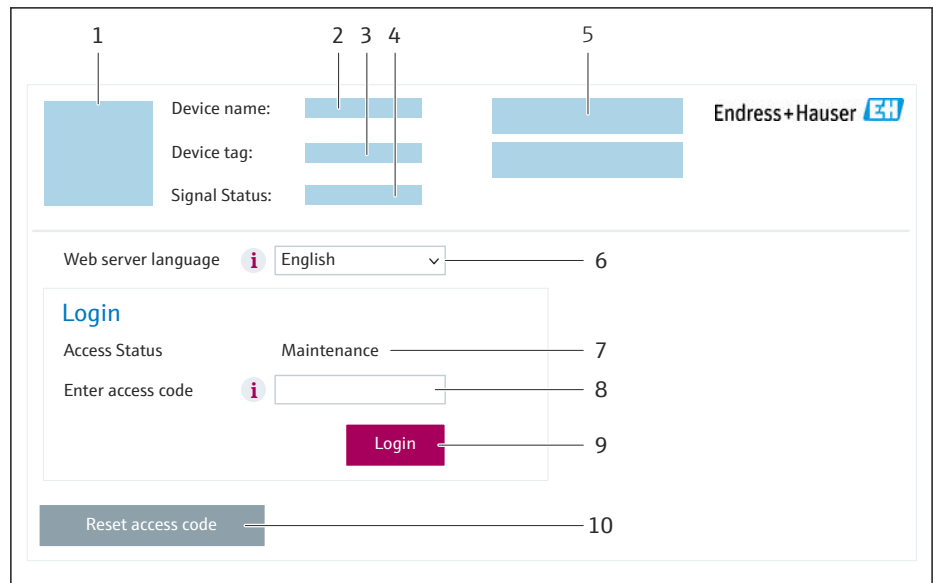 1 2 3 4 5
Device name:
Endress+Hauser EH
Device tag:
Signal Status:
Web server language i English 6
Login
Access Status Maintenance 7
Enter access code i 8
Login 9
Reset access code 10